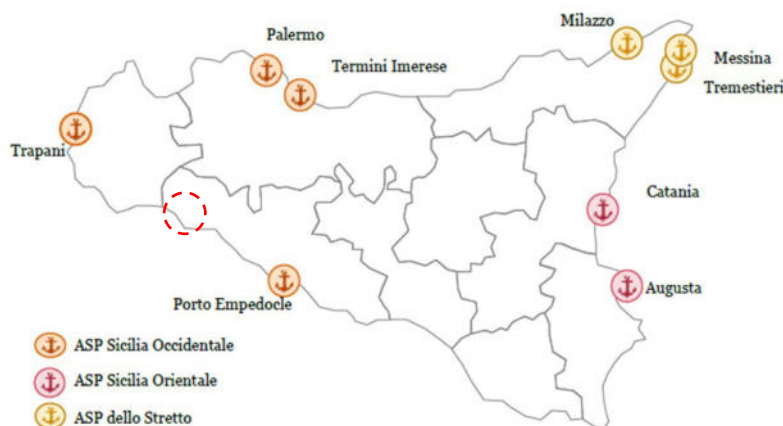 Milazzo
Palermo
Messina
Termini Imerese
Tremestieri
Trapani
Catania
Augusta
Porto Empedocle
ASP Sicilia Occidentale
ASP Sicilia Orientale
ASP dello Stretto